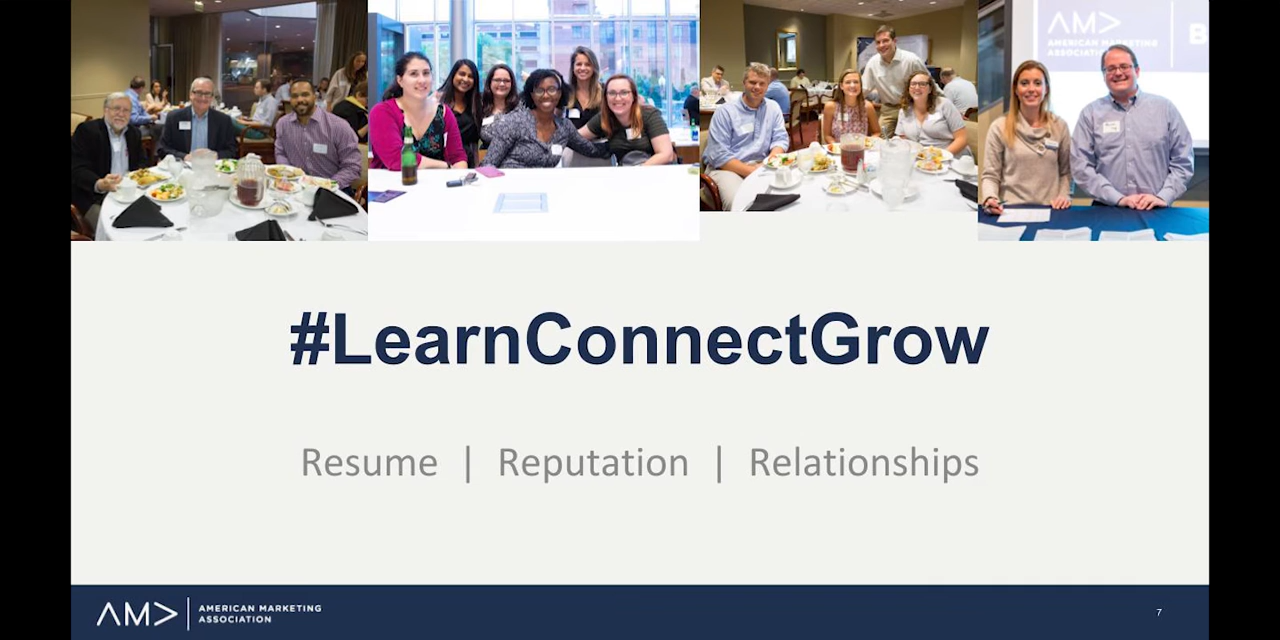 AMA
AMERICAN MARKETING
ASSOCIATION
B
#LearnConnectGrow
Resume | Reputation | Relationships
AMA
AMERICAN MARKETING
ASSOCIATION
7